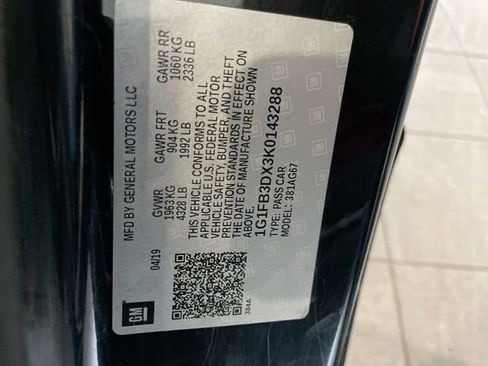 MFD BY GENERAL MOTORS LLC
04/19
GVWR
1963 KG
4328 LB
GAWR FRT
904 KG
1992 LB
GAWR RR
1060 KG
2336 LB
THIS VEHICLE CONFORMS TO ALL
APPLICABLE U.S. FEDERAL MOTOR
VEHICLE SAFETY, BUMPER, AND THEFT
PREVENTION STANDARDS IN EFFECT ON
THE DATE OF MANUFACTURE SHOWN
ABOVE.
1G1FB3DX3K0143288
TYPE: PASS CAR
MODEL: 381AG67
384A
GM